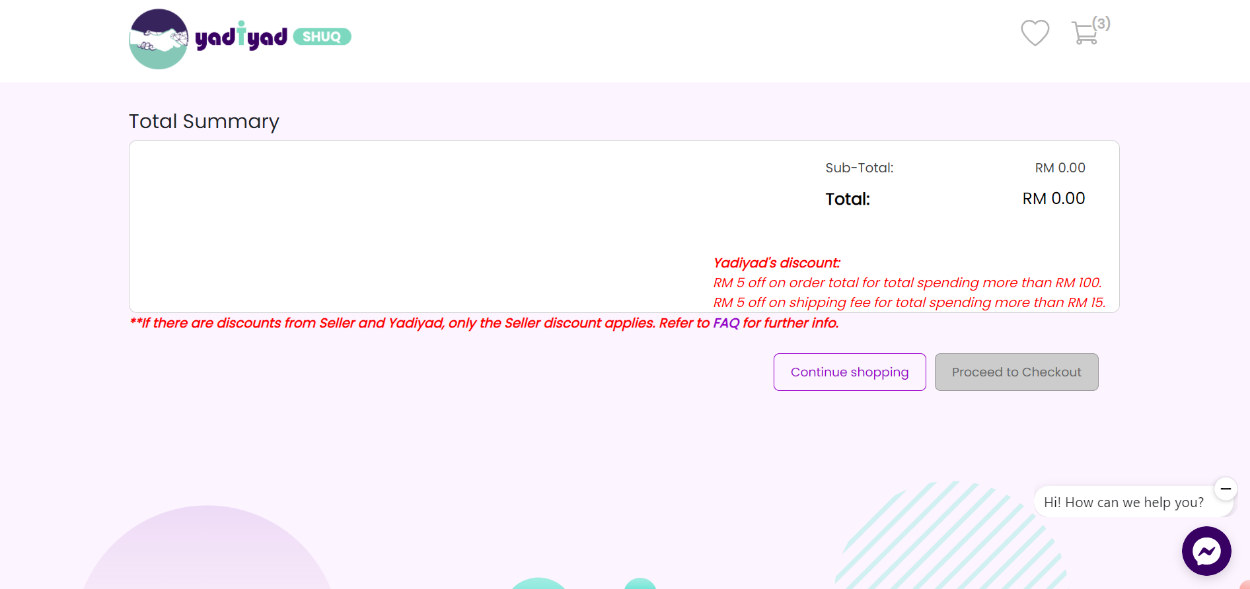 yadiyad SHUQ
(3)
Total Summary
Sub-Total: RM 0.00
Total: RM 0.00
Yadiyad's discount:
RM 5 off on order total for total spending more than RM 100.
RM 5 off on shipping fee for total spending more than RM 15.
**If there are discounts from Seller and Yadiyad, only the Seller discount applies. Refer to FAQ for further info.
Continue shopping Proceed to Checkout
Hi! How can we help you?